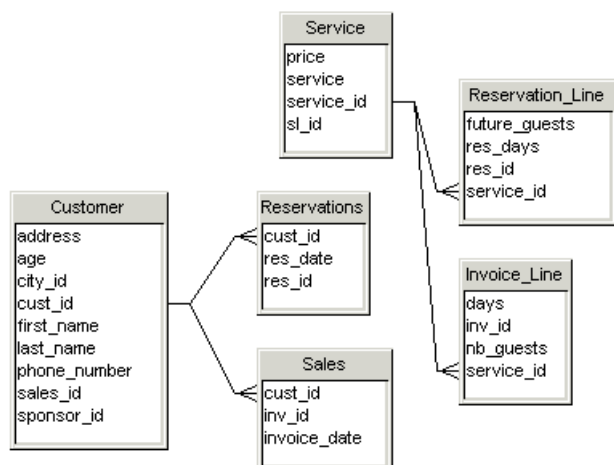 Service
price
service
service_id
sl_id
Reservation_Line
future_guests
res_days
res_id
service_id
Customer
address
age
city_id
cust_id
first_name
last_name
phone_number
sales_id
sponsor_id
Reservations
cust_id
res_date
res_id
Invoice_Line
days
inv_id
nb_guests
service_id
Sales
cust_id
inv_id
invoice_date